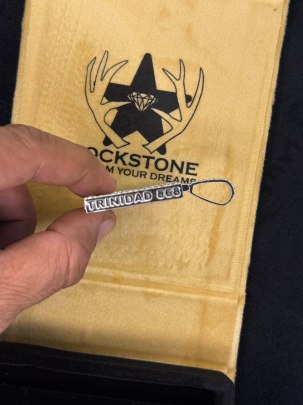 OCKSTONE
M YOUR DREAMS
TRINIDAD 868